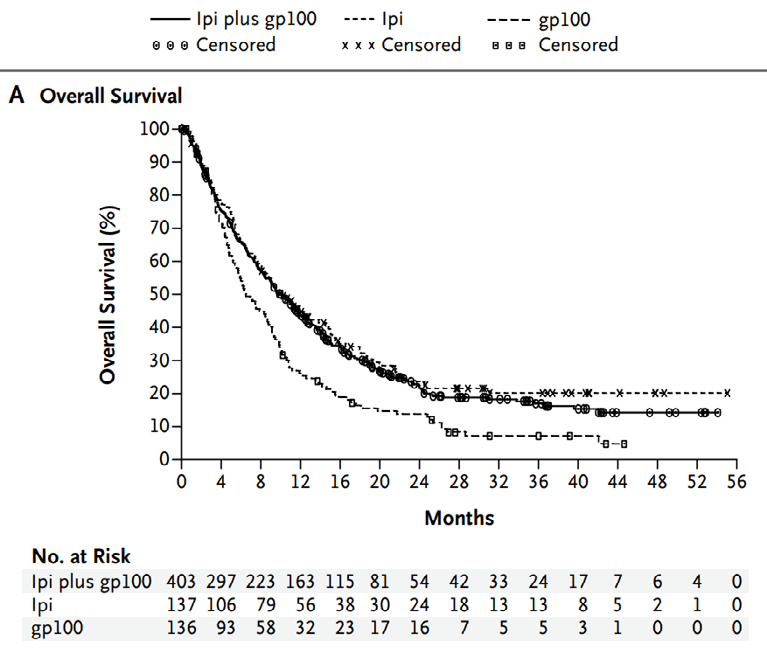 Ipi plus gp100 Ipi gp100
Censored Censored Censored
A Overall Survival
Overall Survival (%)
100
90
80
70
60
50
40
30
20
10
0
0 4 8 12 16 20 24 28 32 36 40 44 48 52 56
Months
No. at Risk
Ipi plus gp100 403 297 223 163 115 81 54 42 33 24 17 7 6 4 0
Ipi 137 106 79 56 38 30 24 18 13 13 8 5 2 1 0
gp100 136 93 58 32 23 17 16 7 5 5 3 1 0 0 0